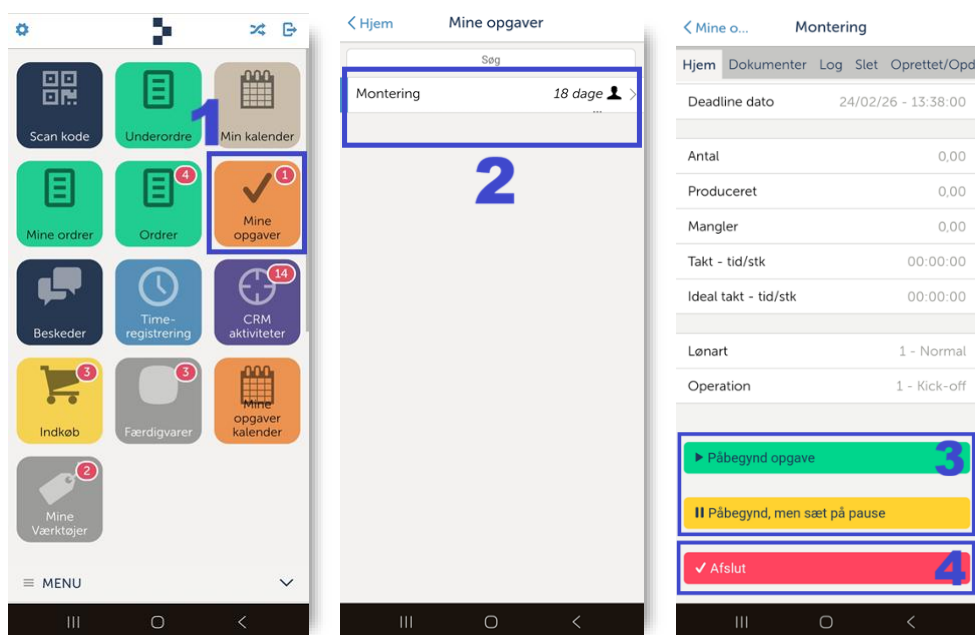 1
Scan kode
Underordre
Min kalender
4
1
Mine ordrer
Ordrer
Mine
opgaver
14
Beskeder
Time-
registrering
CRM
aktiviteter
3
3
Indkøb
Færdigvarer
Mine
opgaver
kalender
2
Mine
Værktøjer
MENU
Hjem
Mine opgaver
Søg
Montering
18 dage
...
2
Mine o...
Montering
Hjem Dokumenter Log Slet Oprettet/Opd
Deadline dato 24/02/26 - 13:38:00
Antal 0,00
Produceret 0,00
Mangler 0,00
Takt - tid/stk 00:00:00
Ideal takt - tid/stk 00:00:00
Lønart 1 - Normal
Operation 1 - Kick-off
Påbegynd opgave
3
Påbegynd, men sæt på pause
Afslut
4